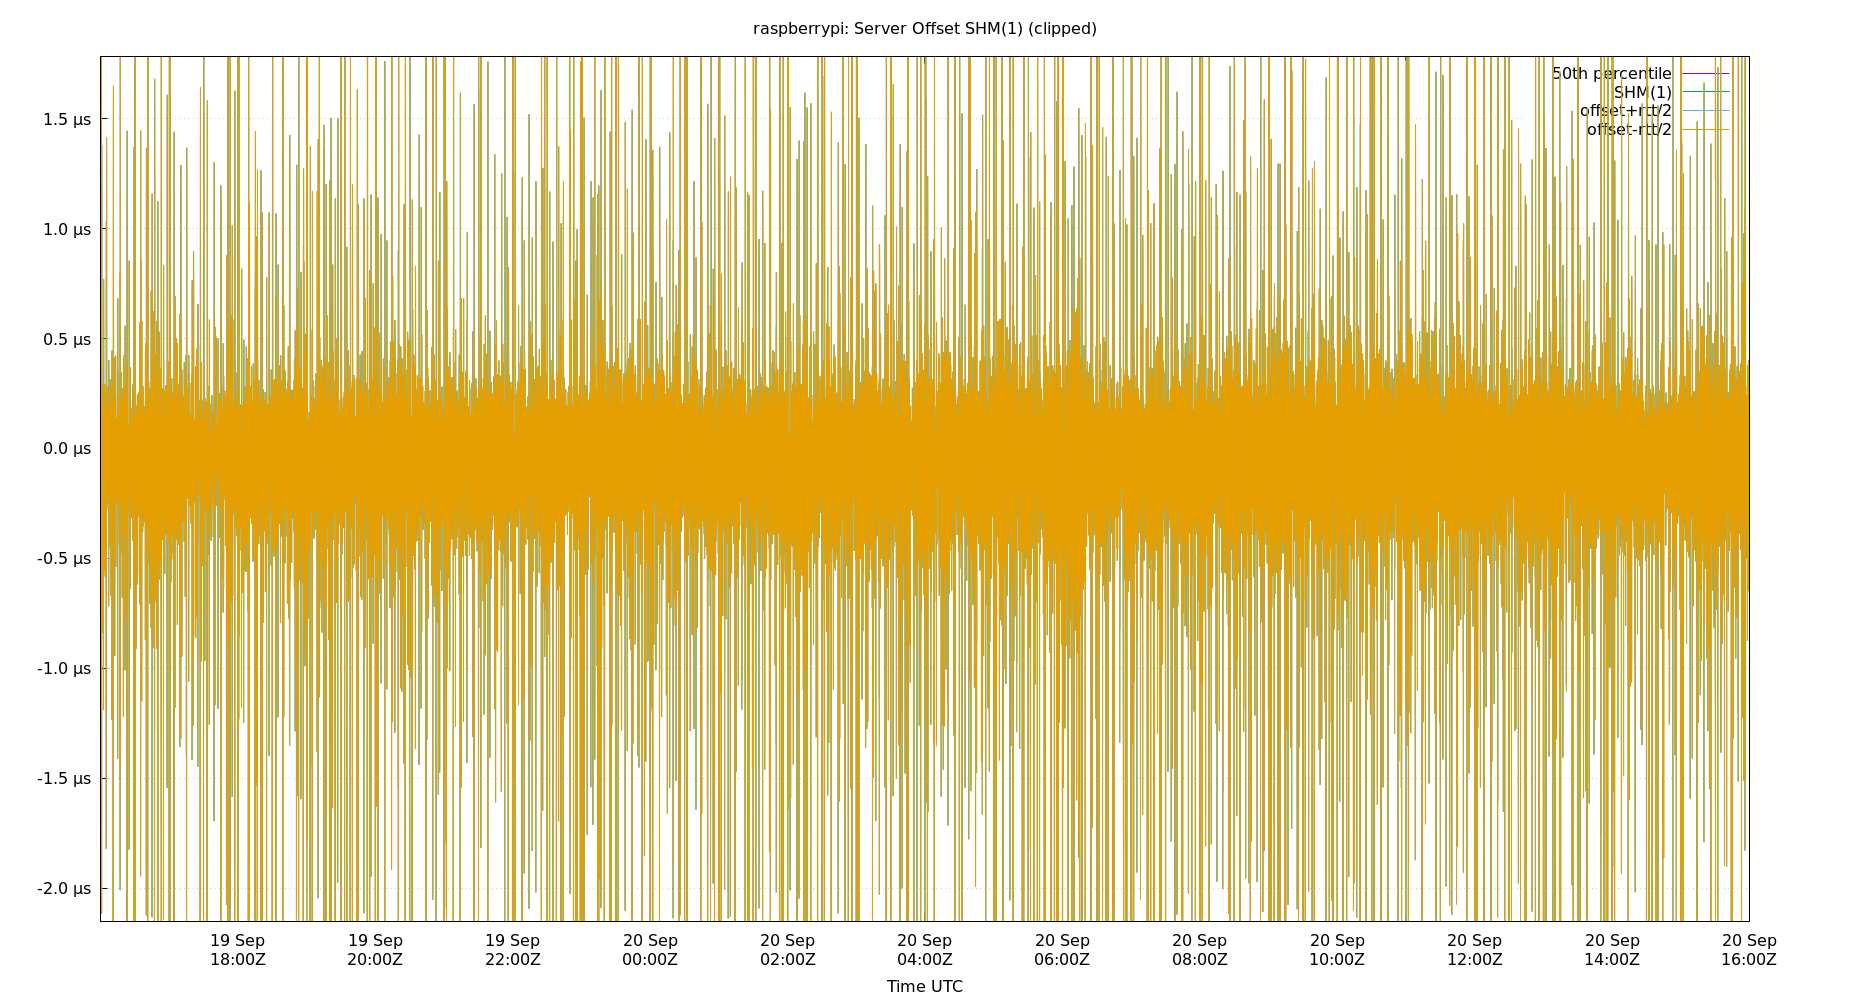 raspberrypi: Server Offset SHM(1) (clipped)
50th percentile
SHM(1)
offset+rtt/2
offset-rtt/2
1.5 µs
1.0 µs
0.5 µs
0.0 µs
-0.5 µs
-1.0 µs
-1.5 µs
-2.0 µs
19 Sep 19 Sep 19 Sep 20 Sep 20 Sep 20 Sep 20 Sep 20 Sep 20 Sep 20 Sep 20 Sep 20 Sep
18:00Z 20:00Z 22:00Z 00:00Z 02:00Z 04:00Z 06:00Z 08:00Z 10:00Z 12:00Z 14:00Z 16:00Z
Time UTC